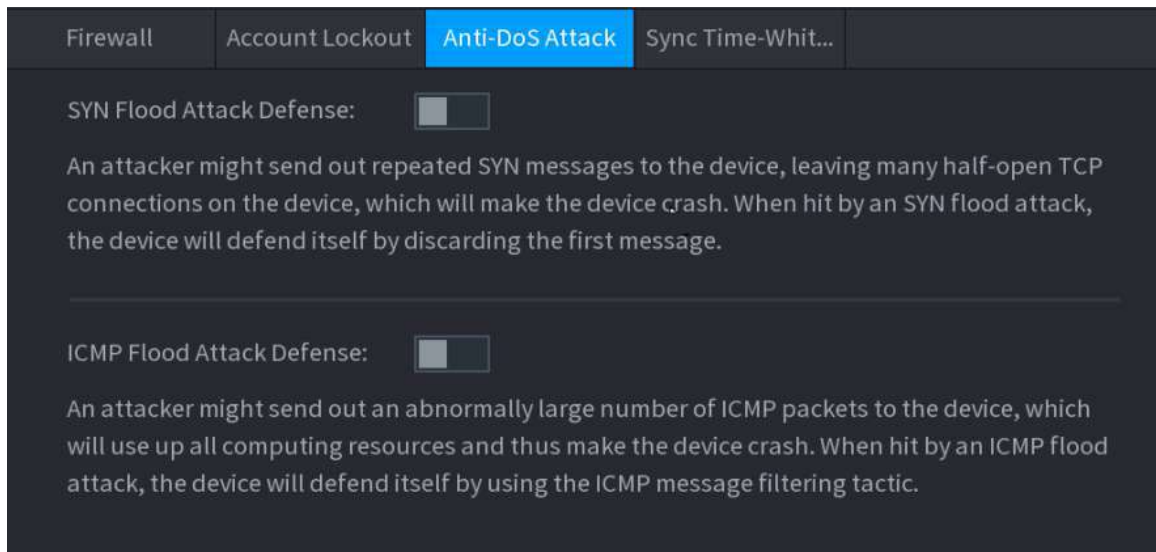 Firewall Account Lockout Anti-DoS Attack Sync Time-Whit...
SYN Flood Attack Defense:
An attacker might send out repeated SYN messages to the device, leaving many half-open TCP
connections on the device, which will make the device crash. When hit by an SYN flood attack,
the device will defend itself by discarding the first message.
ICMP Flood Attack Defense:
An attacker might send out an abnormally large number of ICMP packets to the device, which
will use up all computing resources and thus make the device crash. When hit by an ICMP flood
attack, the device will defend itself by using the ICMP message filtering tactic.